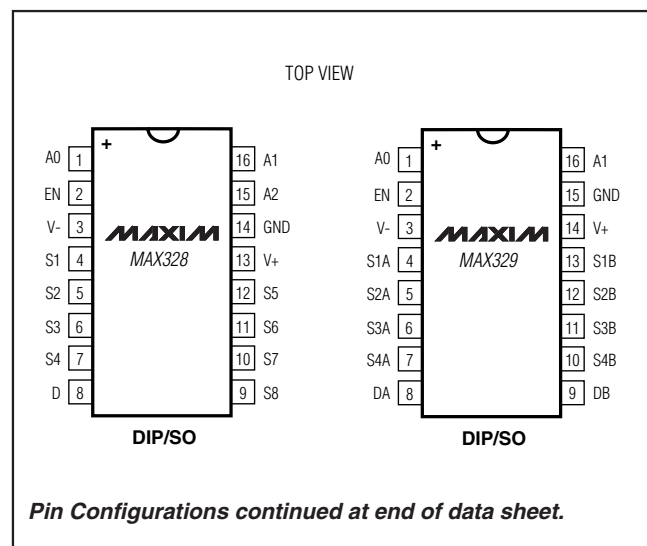 TOP VIEW
A0 1 + 16 A1
EN 2 15 A2
V- 3 MAXIM 14 GND
S1 4 MAX328 13 V+
S2 5 12 S5
S3 6 11 S6
S4 7 10 S7
D 8 9 S8
DIP/SO
A0 1 + 16 A1
EN 2 15 GND
V- 3 MAXIM 14 V+
S1A 4 MAX329 13 S1B
S2A 5 12 S2B
S3A 6 11 S3B
S4A 7 10 S4B
DA 8 9 DB
DIP/SO
Pin Configurations continued at end of data sheet.